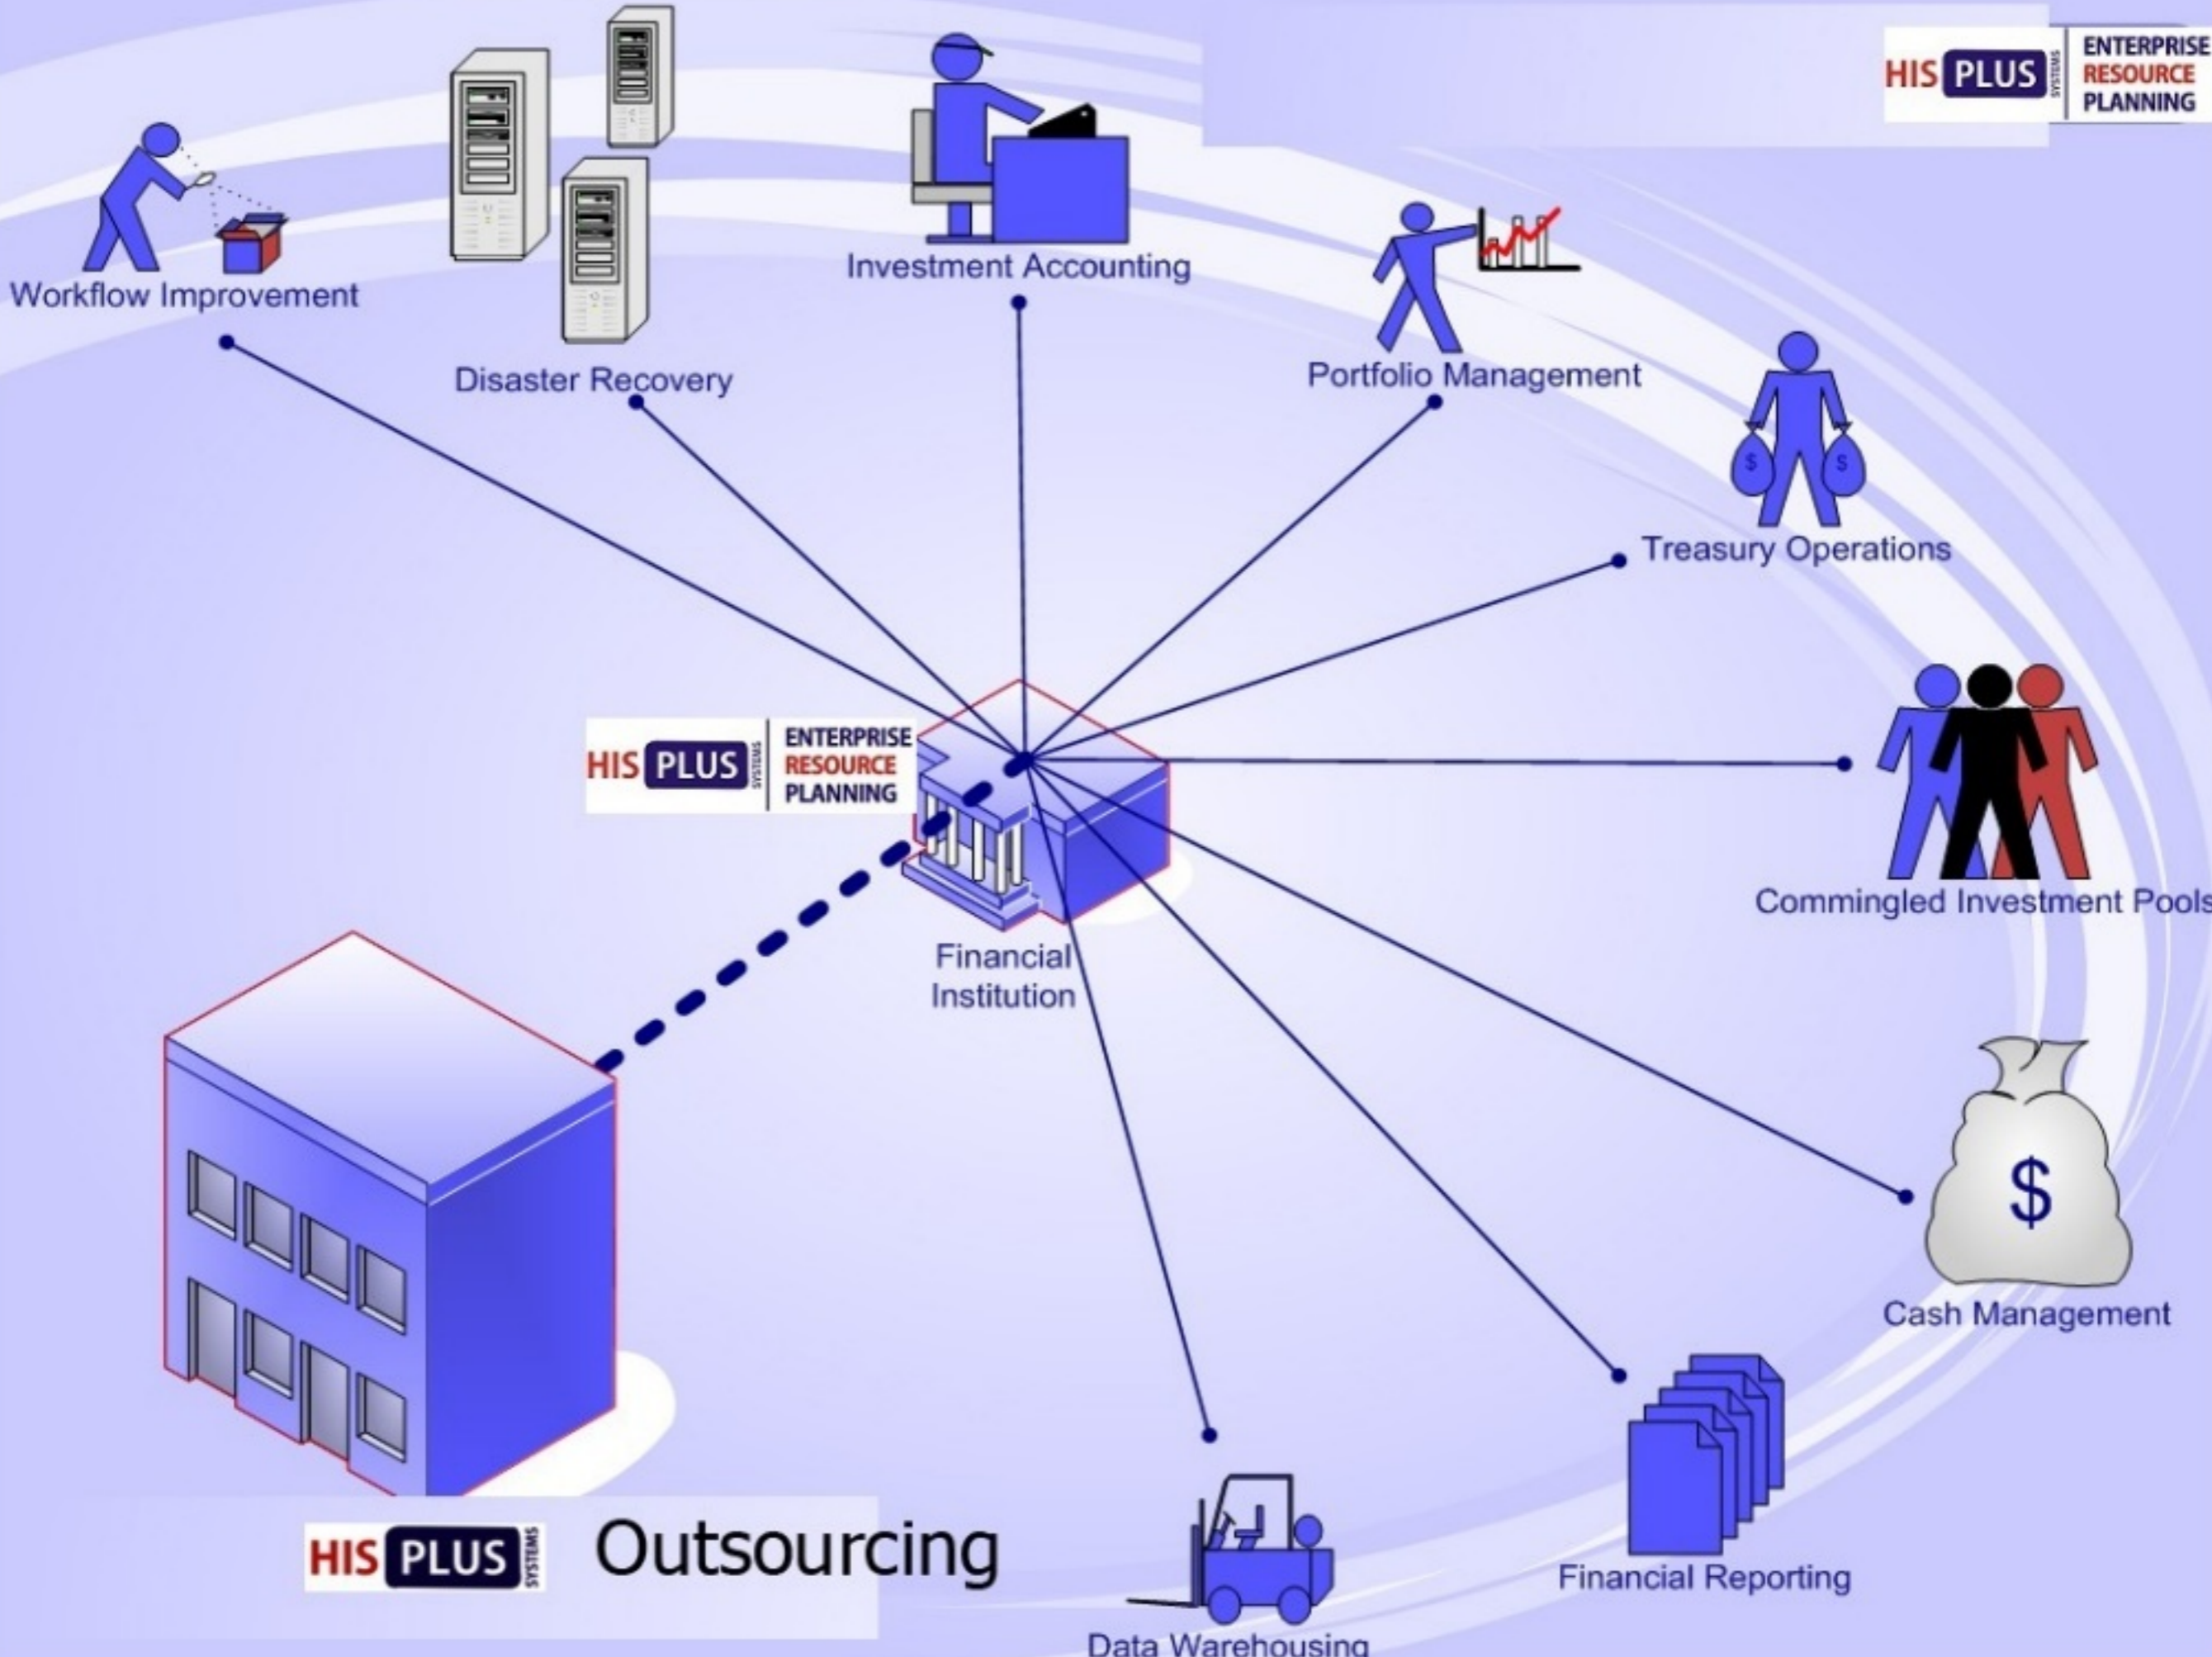 HIS PLUS SYSTEMS
ENTERPRISE
RESOURCE
PLANNING
Workflow Improvement
Disaster Recovery
Investment Accounting
Portfolio Management
$ $
Treasury Operations
HIS PLUS SYSTEMS
ENTERPRISE
RESOURCE
PLANNING
Financial
Institution
Commingled Investment Pools
$
Cash Management
Financial Reporting
Data Warehousing
HIS PLUS SYSTEMS Outsourcing